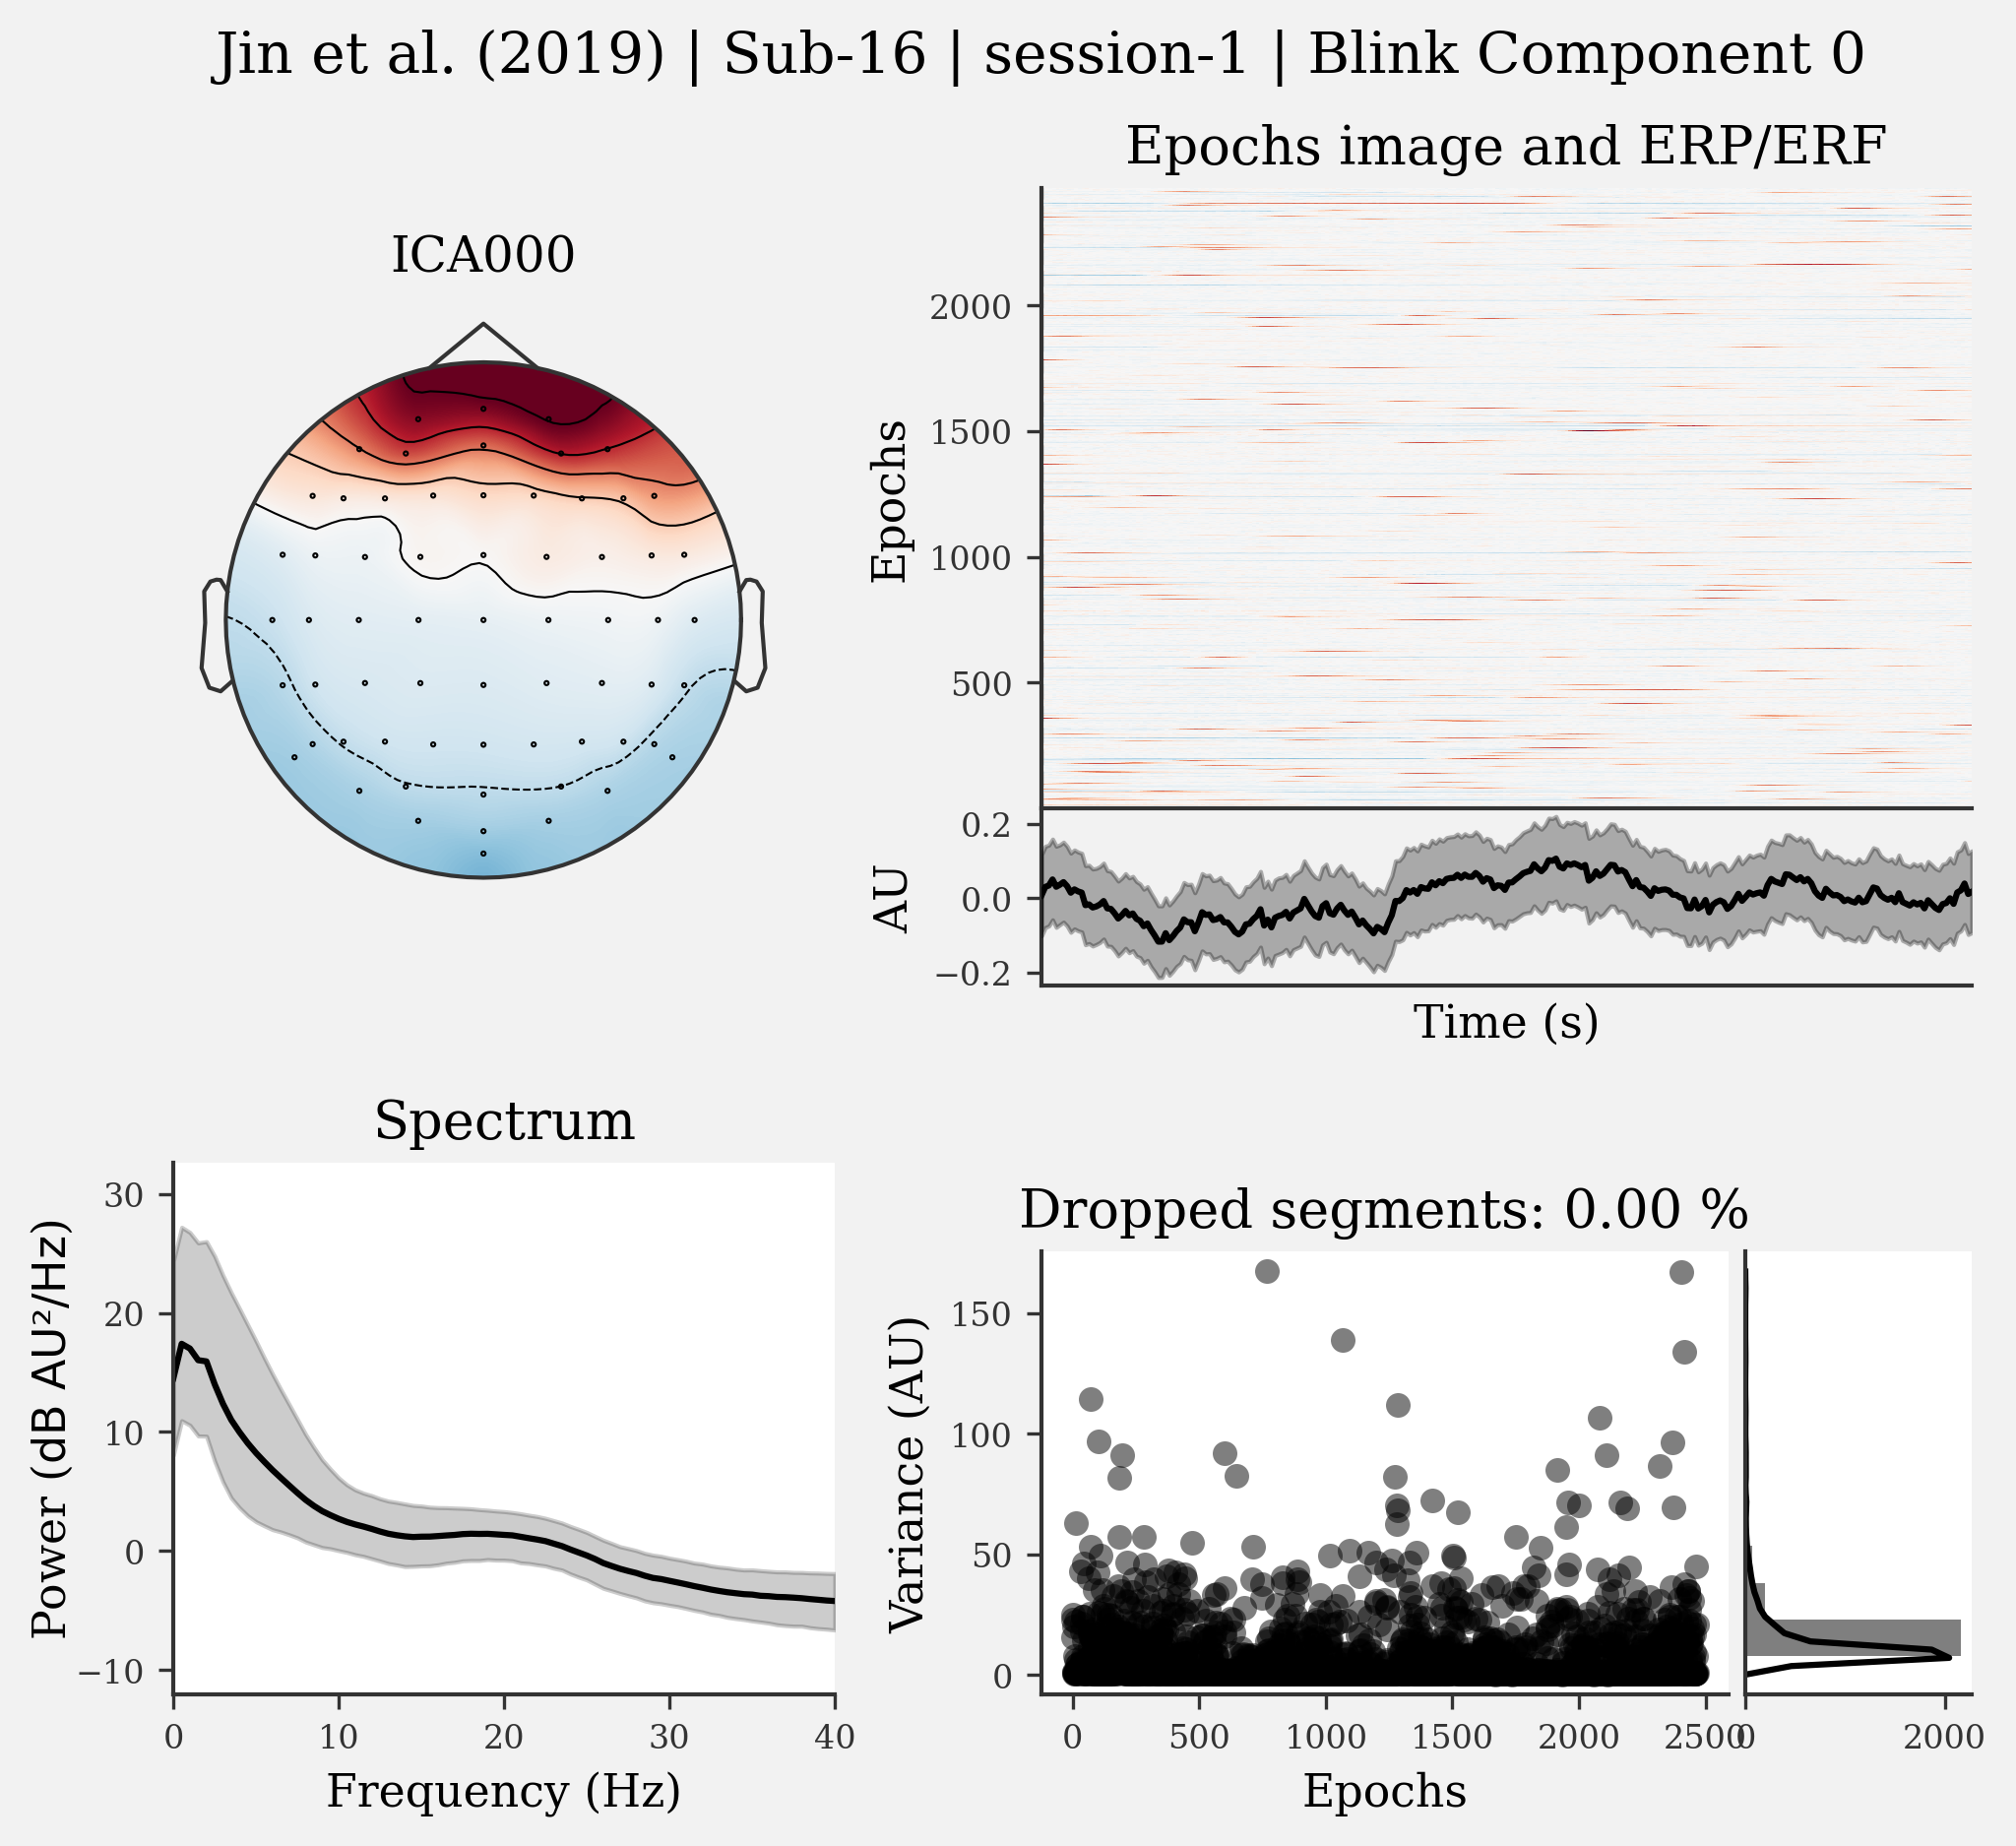 Jin et al. (2019) | Sub-16 | session-1 | Blink Component 0
ICA000
Epochs image and ERP/ERF
Epochs
2000
1500
1000
500
AU
0.2
0.0
−0.2
Time (s)
Spectrum
Power (dB AU²/Hz)
30
20
10
0
−10
0 10 20 30 40
Frequency (Hz)
Dropped segments: 0.00 %
Variance (AU)
150
100
50
0
0 500 1000 1500 2000 2500
0 2000
Epochs